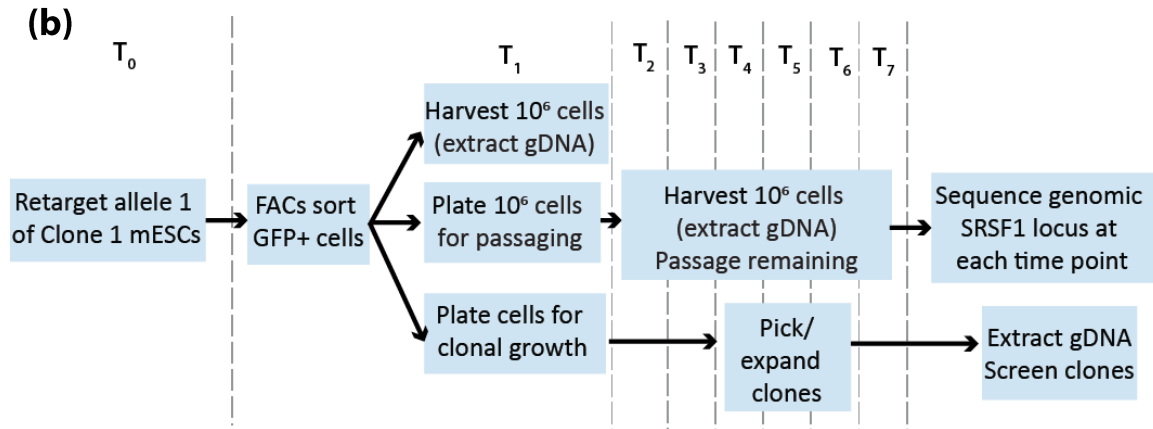 (b)
T₀
T₁
T₂
T₃
T₄
T₅
T₆
T₇
Retarget allele 1
of Clone 1 mESCs
FACs sort
GFP+ cells
Harvest 10⁶ cells
(extract gDNA)
Plate 10⁶ cells
for passaging
Plate cells for
clonal growth
Harvest 10⁶ cells
(extract gDNA)
Passage remaining
Pick/
expand
clones
Sequence genomic
SRSF1 locus at
each time point
Extract gDNA
Screen clones